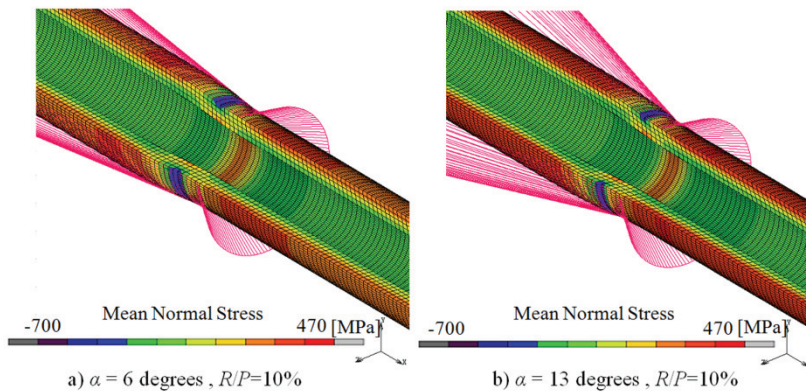 Mean Normal Stress
-700
470 [MPa]
Y
Z
X
a) α = 6 degrees , R/P=10%
Mean Normal Stress
-700
470 [MPa]
Y
Z
X
b) α = 13 degrees , R/P=10%